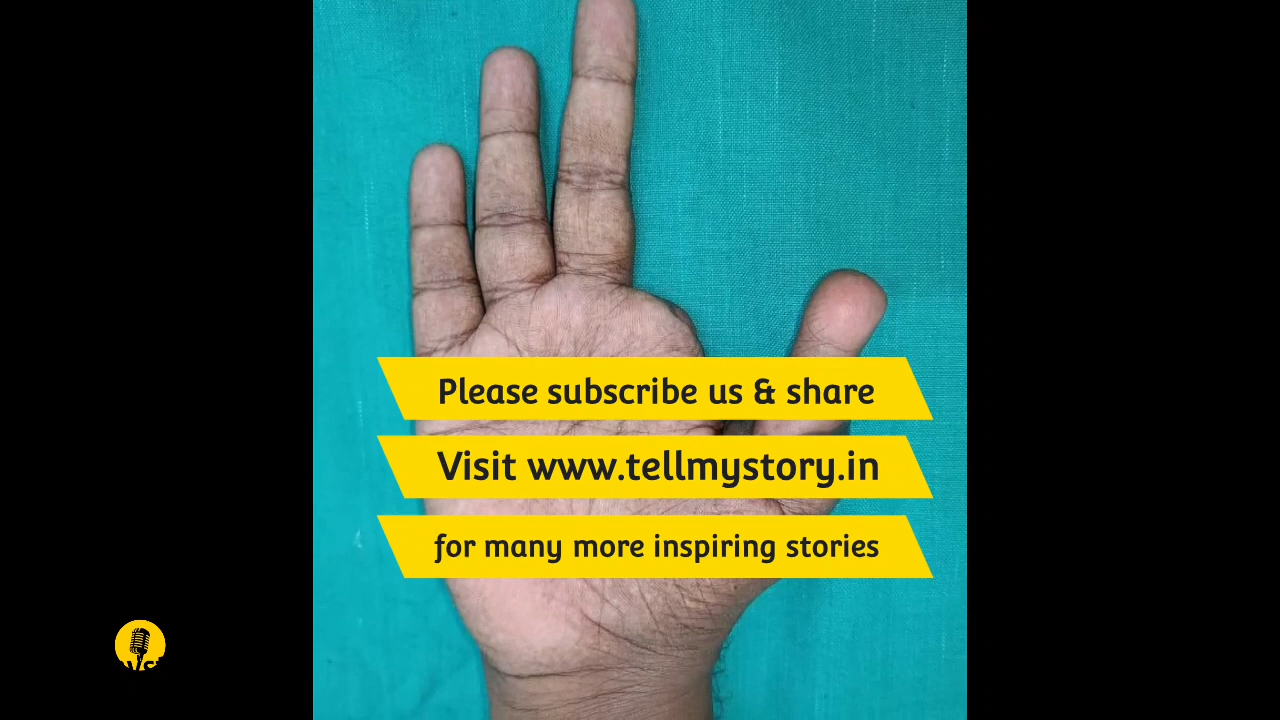 Please subscribe us & share
Visit www.tellmystory.in
for many more inspiring stories